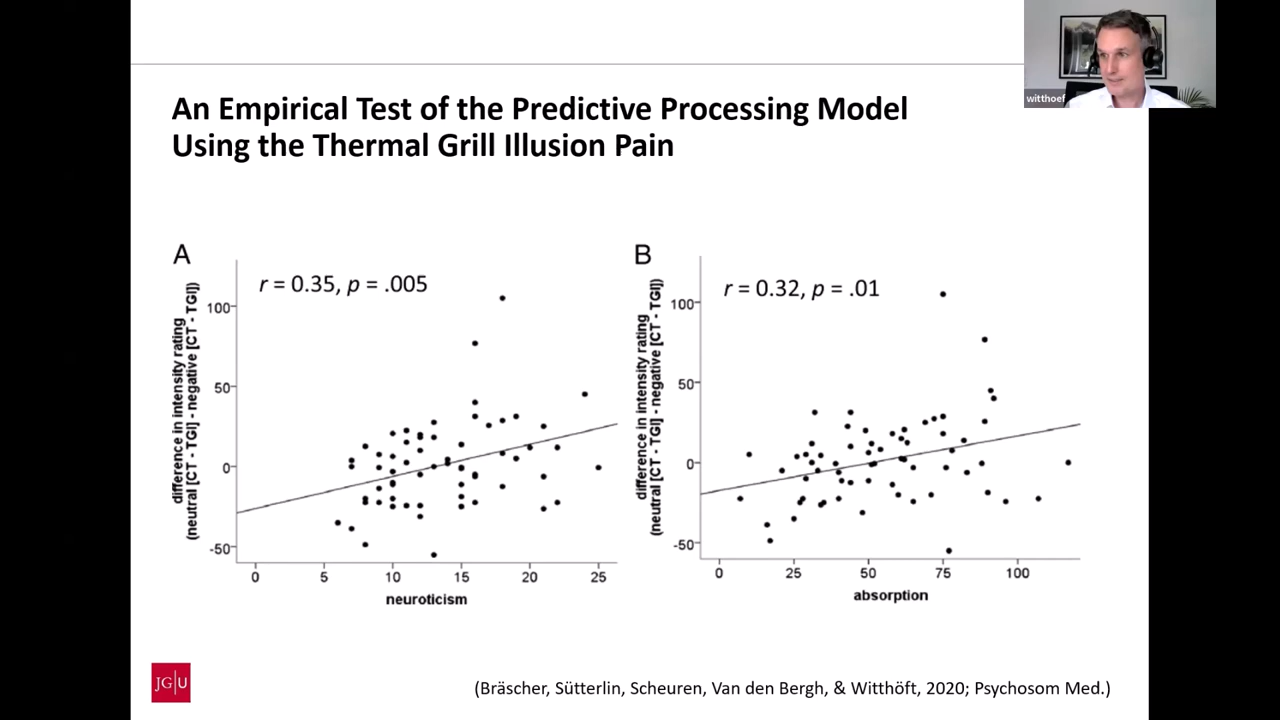 witthoef
An Empirical Test of the Predictive Processing Model
Using the Thermal Grill Illusion Pain
A
r = 0.35, p = .005
difference in intensity rating
(neutral [CT - TGI] - negative [CT - TGI])
100
50
0
-50
0 5 10 15 20 25
neuroticism
B
r = 0.32, p = .01
difference in intensity rating
(neutral [CT - TGI] - negative [CT - TGI])
100
50
0
-50
0 25 50 75 100
absorption
JG|U
(Bräscher, Sütterlin, Scheuren, Van den Bergh, & Witthöft, 2020; Psychosom Med.)